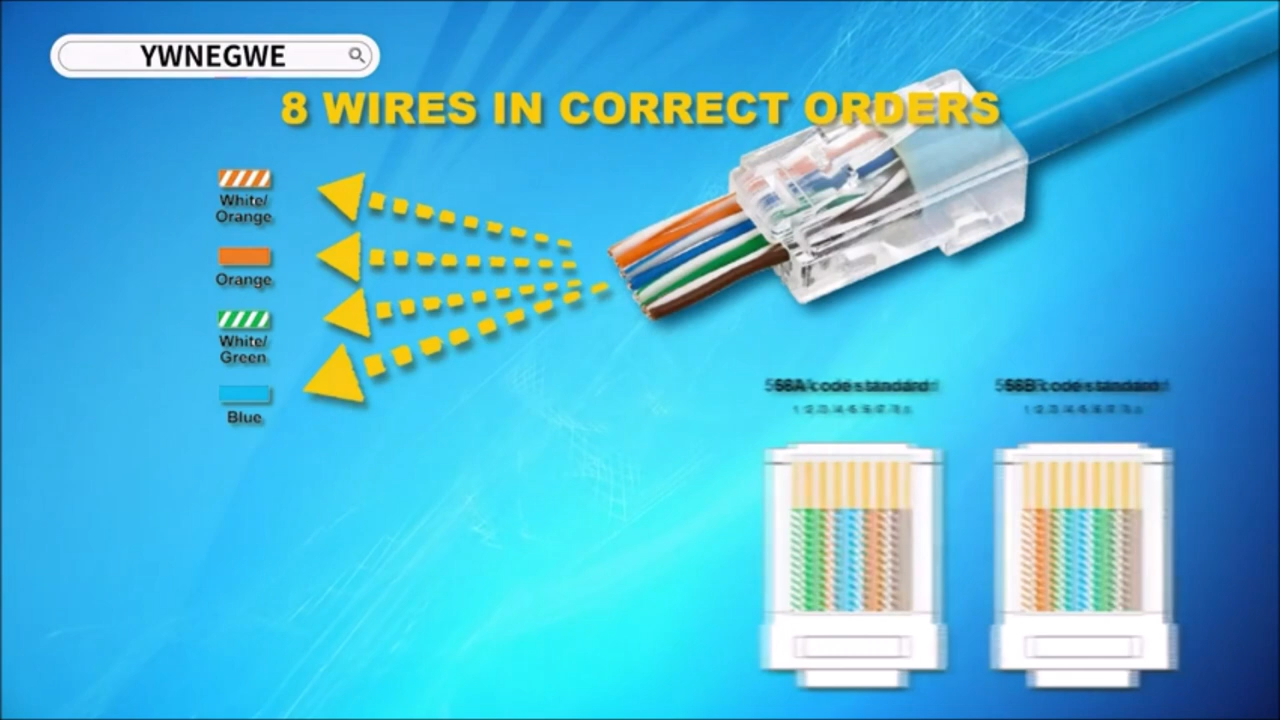 YWNEGWE
8 WIRES IN CORRECT ORDERS
White/
Orange
Orange
White/
Green
Blue
568A code standard
568B code standard